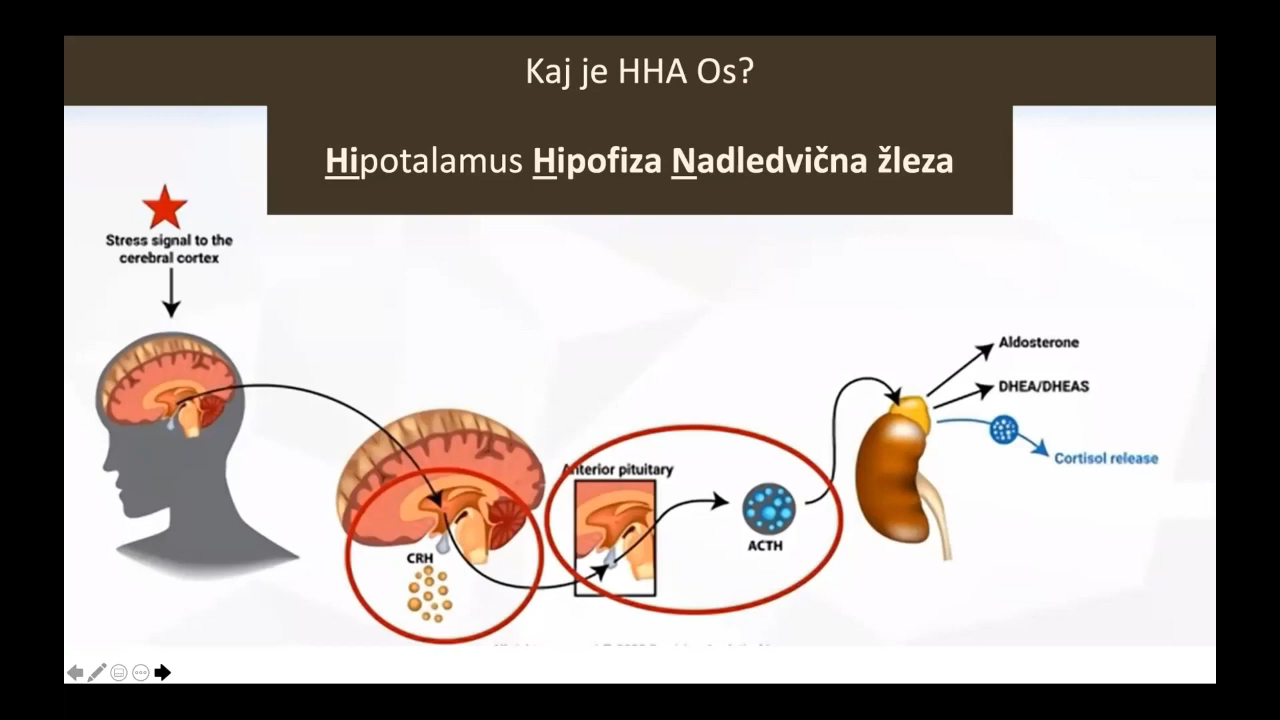 Kaj je HHA Os?
Hipotalamus Hipofiza Nadledvična žleza
Stress signal to the
cerebral cortex
Aldosterone
DHEA/DHEAS
Cortisol release
Anterior pituitary
ACTH
CRH